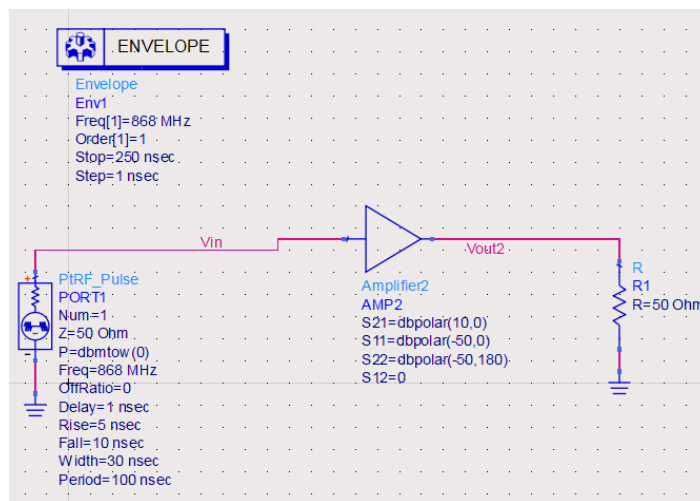 ENVELOPE
Envelope
Env1
Freq[1]=868 MHz
Order[1]=1
Stop=250 nsec
Step=1 nsec
Vin
Vout2
PtRF_Pulse
PORT1
Num=1
Z=50 Ohm
P=dbmtow(0)
Freq=868 MHz
OffRatio=0
Delay=1 nsec
Rise=5 nsec
Fall=10 nsec
Width=30 nsec
Period=100 nsec
Amplifier2
AMP2
S21=dbpolar(10,0)
S11=dbpolar(-50,0)
S22=dbpolar(-50,180)
S12=0
R
R1
R=50 Ohm